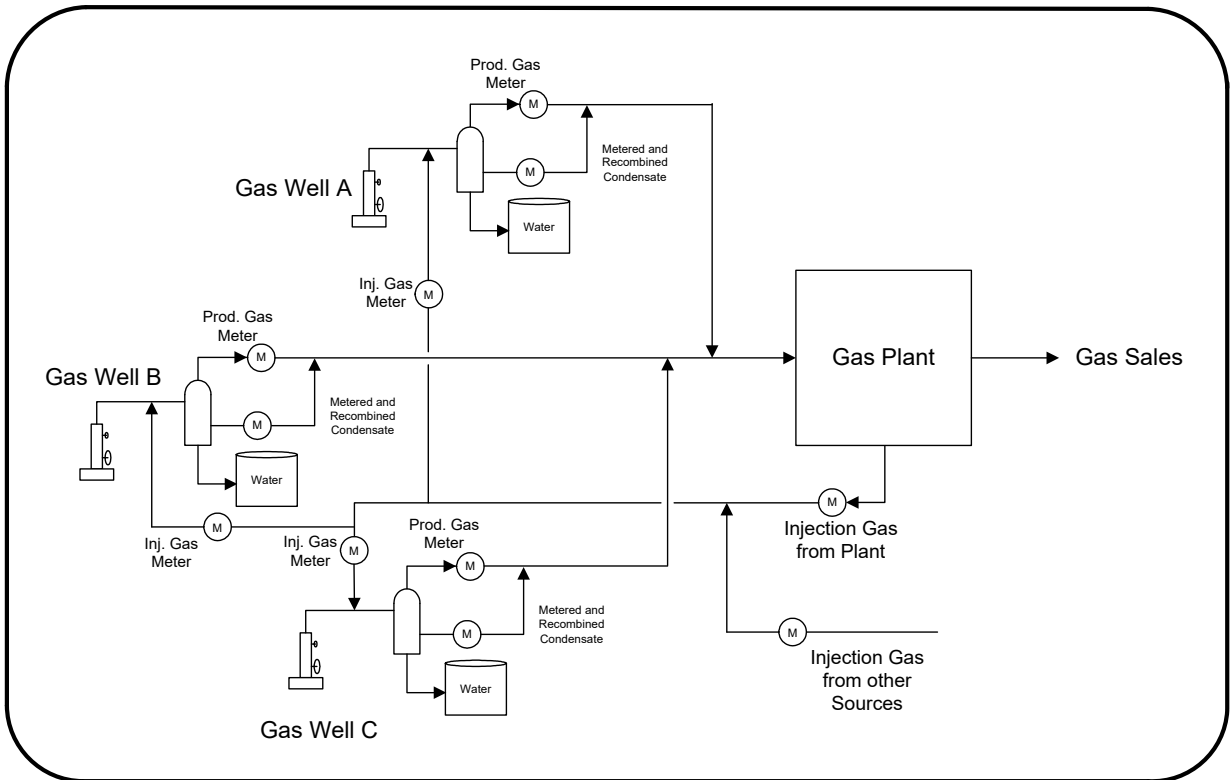 Prod. Gas
Meter
M
Metered and
Recombined
Condensate
M
Gas Well A
Water
Inj. Gas
Meter
M
Prod. Gas
Meter
M
Gas Plant
Gas Sales
Gas Well B
Metered and
Recombined
Condensate
M
Water
M
Injection Gas
from Plant
M
Inj. Gas
Meter
Inj. Gas
Meter
M
Prod. Gas
Meter
M
Metered and
Recombined
Condensate
M
Water
M
Injection Gas
from other
Sources
Gas Well C